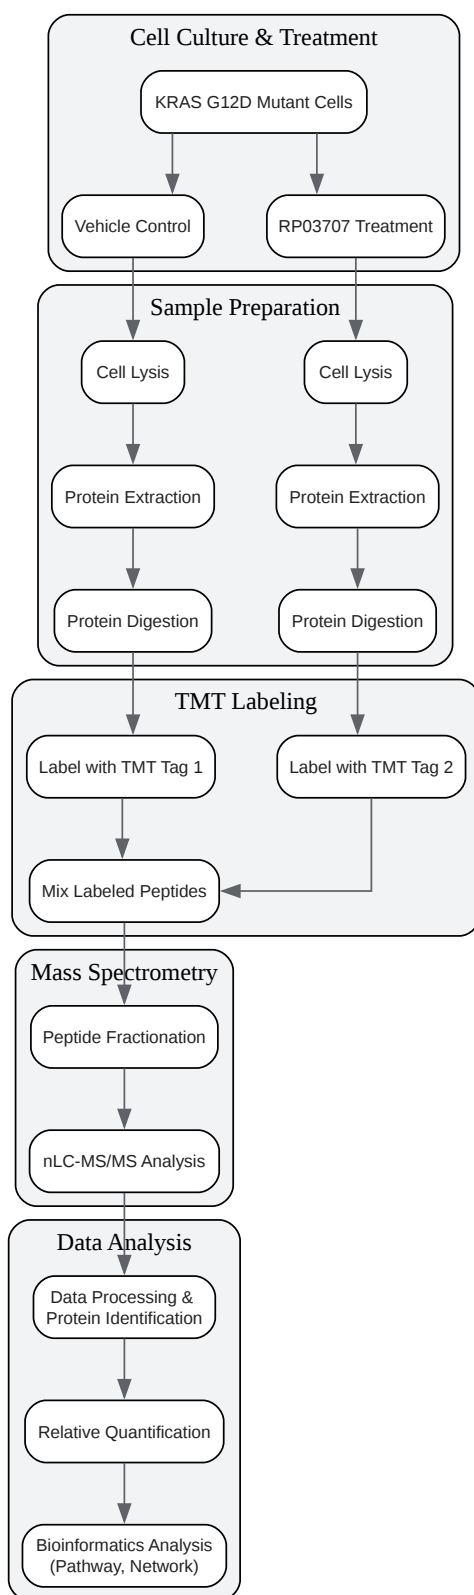 Cell Culture & Treatment
KRAS G12D Mutant Cells
Vehicle Control
RP03707 Treatment
Sample Preparation
Cell Lysis
Cell Lysis
Protein Extraction
Protein Extraction
Protein Digestion
Protein Digestion
TMT Labeling
Label with TMT Tag 1
Label with TMT Tag 2
Mix Labeled Peptides
Mass Spectrometry
Peptide Fractionation
nLC-MS/MS Analysis
Data Analysis
Data Processing &
Protein Identification
Relative Quantification
Bioinformatics Analysis
(Pathway, Network)